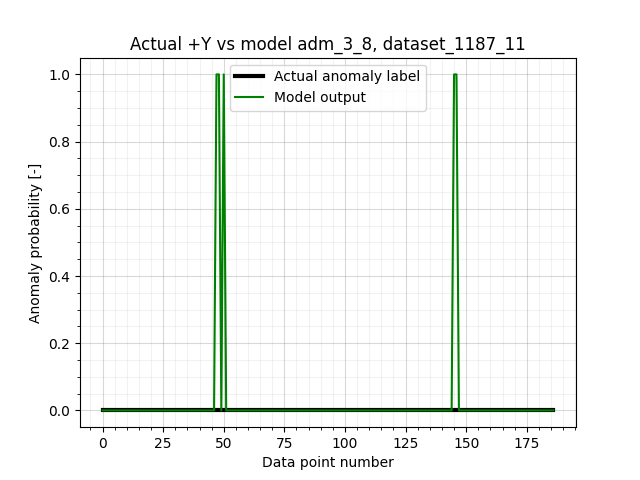 Actual +Y vs model adm_3_8, dataset_1187_11
Actual anomaly label
Model output
Anomaly probability [-]
1.0
0.8
0.6
0.4
0.2
0.0
0 25 50 75 100 125 150 175
Data point number